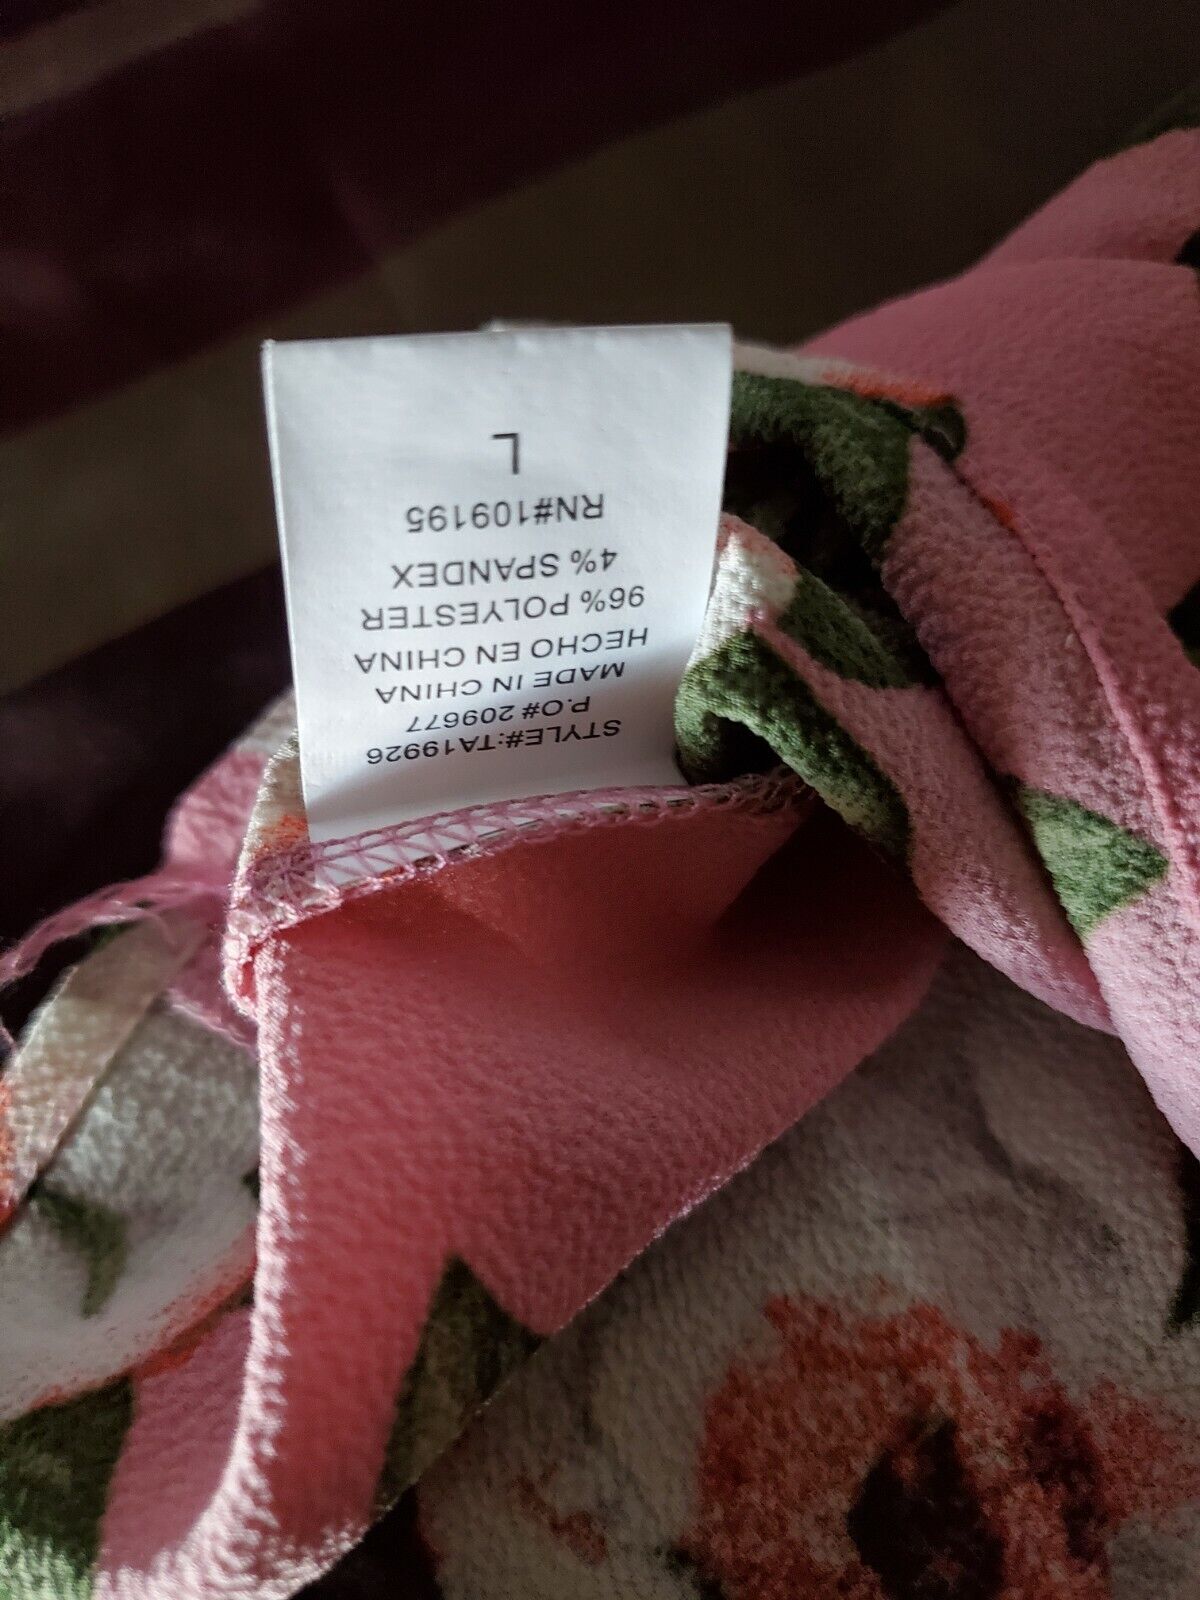 STYLE#:TA19926
P.O# 209677
MADE IN CHINA
HECHO EN CHINA
96% POLYESTER
4% SPANDEX
RN#109195
L